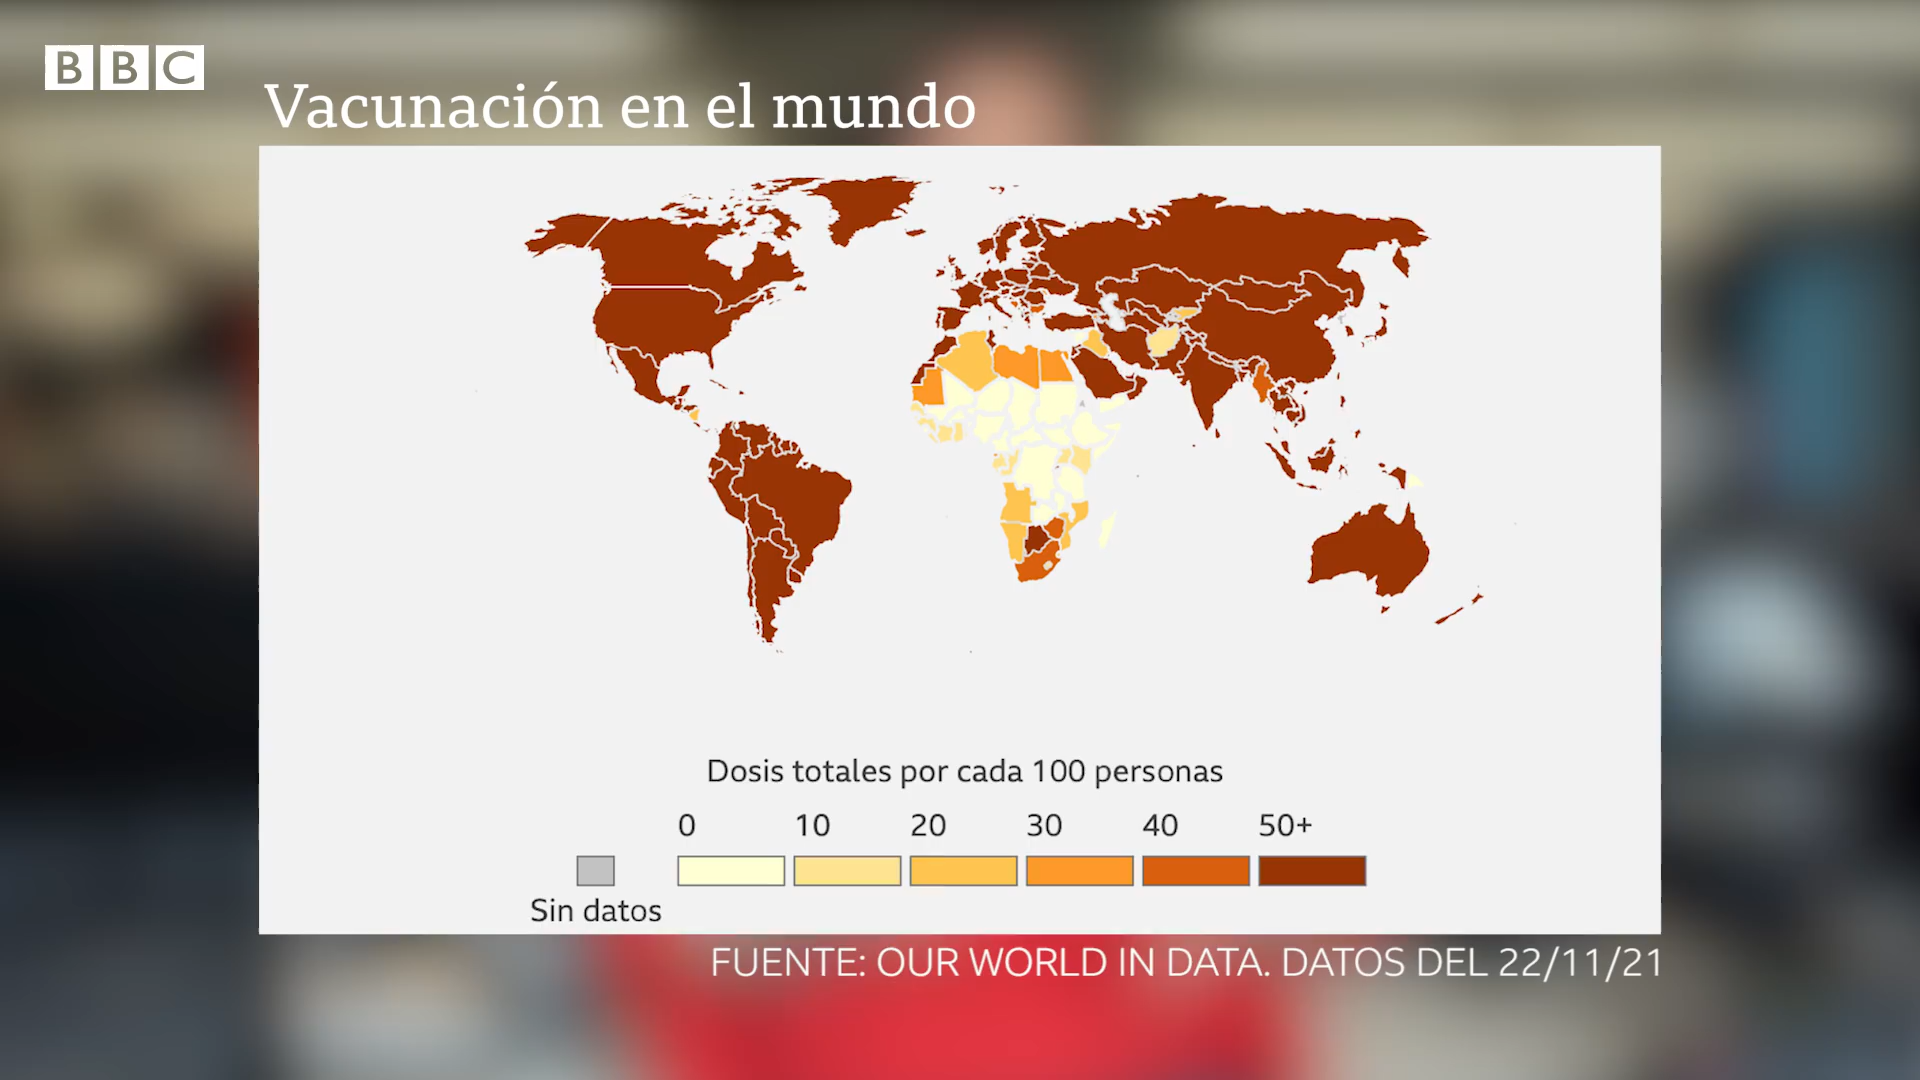 BBC
Vacunación en el mundo
Dosis totales por cada 100 personas
0 10 20 30 40 50+
Sin datos
FUENTE: OUR WORLD IN DATA. DATOS DEL 22/11/21